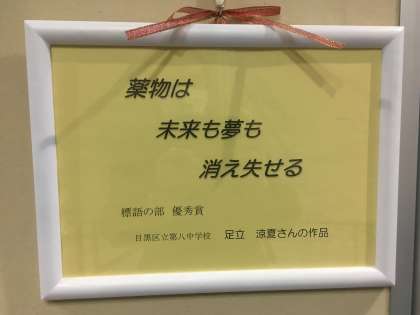 薬物は
未来も夢も
消え失せる
標語の部 優秀賞
目黒区立第八中学校 足立 涼夏さんの作品